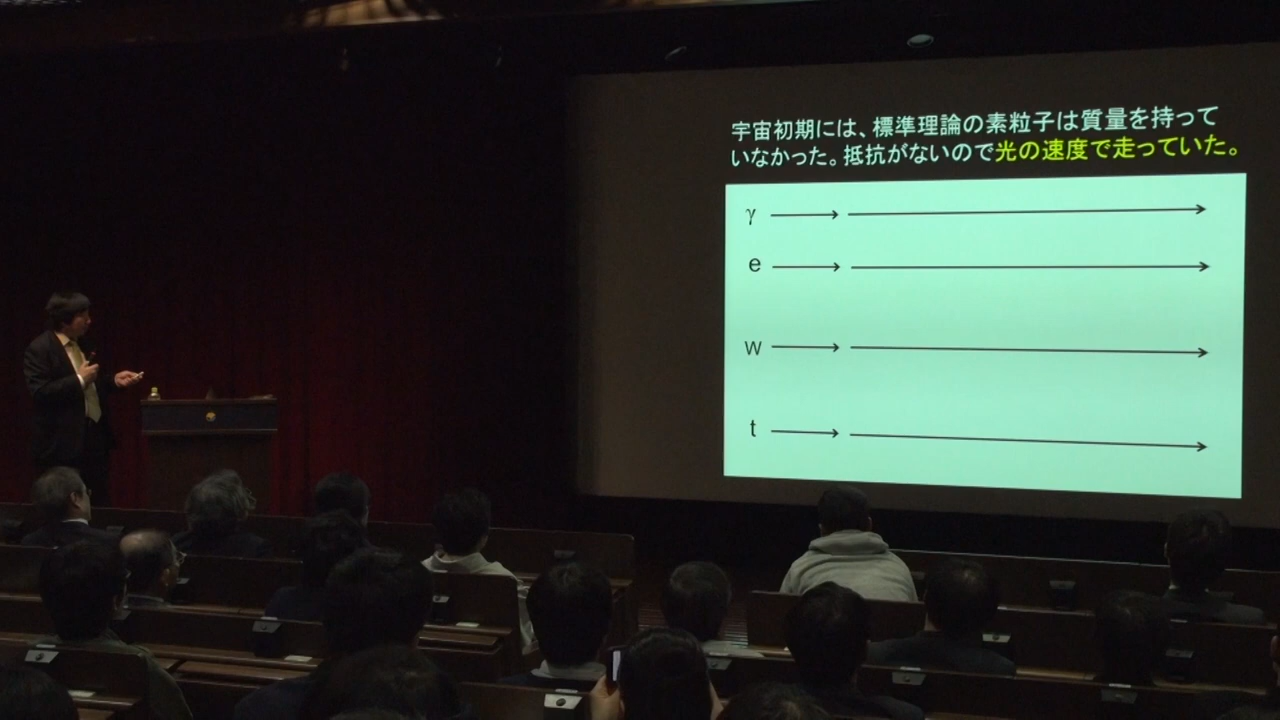 宇宙初期には、標準理論の素粒子は質量を持って
いなかった。抵抗がないので光の速度で走っていた。
γ
e
w
t